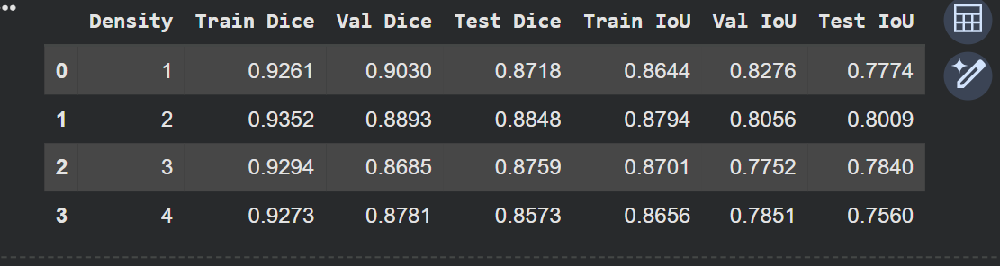 Density Train Dice Val Dice Test Dice Train IoU Val IoU Test IoU
0 1 0.9261 0.9030 0.8718 0.8644 0.8276 0.7774
1 2 0.9352 0.8893 0.8848 0.8794 0.8056 0.8009
2 3 0.9294 0.8685 0.8759 0.8701 0.7752 0.7840
3 4 0.9273 0.8781 0.8573 0.8656 0.7851 0.7560